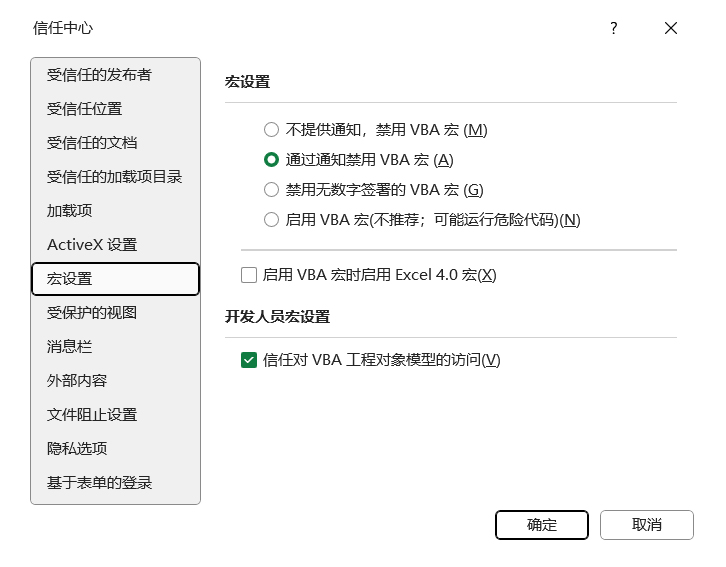 信任中心
?
受信任的发布者
受信任位置
受信任的文档
受信任的加载项目录
加载项
ActiveX 设置
宏设置
受保护的视图
消息栏
外部内容
文件阻止设置
隐私选项
基于表单的登录
宏设置
不提供通知，禁用 VBA 宏 (M)
通过通知禁用 VBA 宏 (A)
禁用无数字签署的 VBA 宏 (G)
启用 VBA 宏(不推荐；可能运行危险代码)(N)
启用 VBA 宏时启用 Excel 4.0 宏(X)
开发人员宏设置
信任对 VBA 工程对象模型的访问(V)
确定
取消